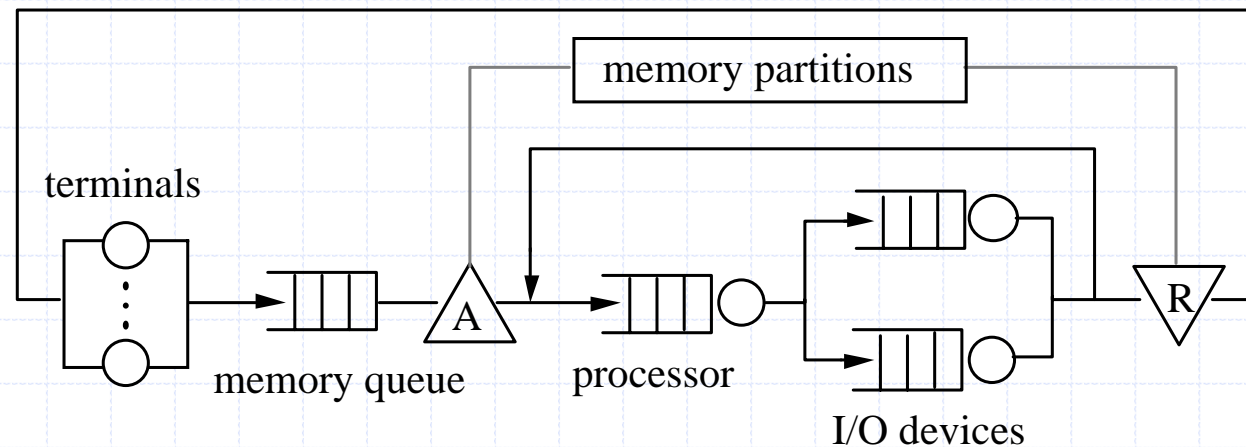 memory partitions
terminals
A
R
memory queue
processor
I/O devices